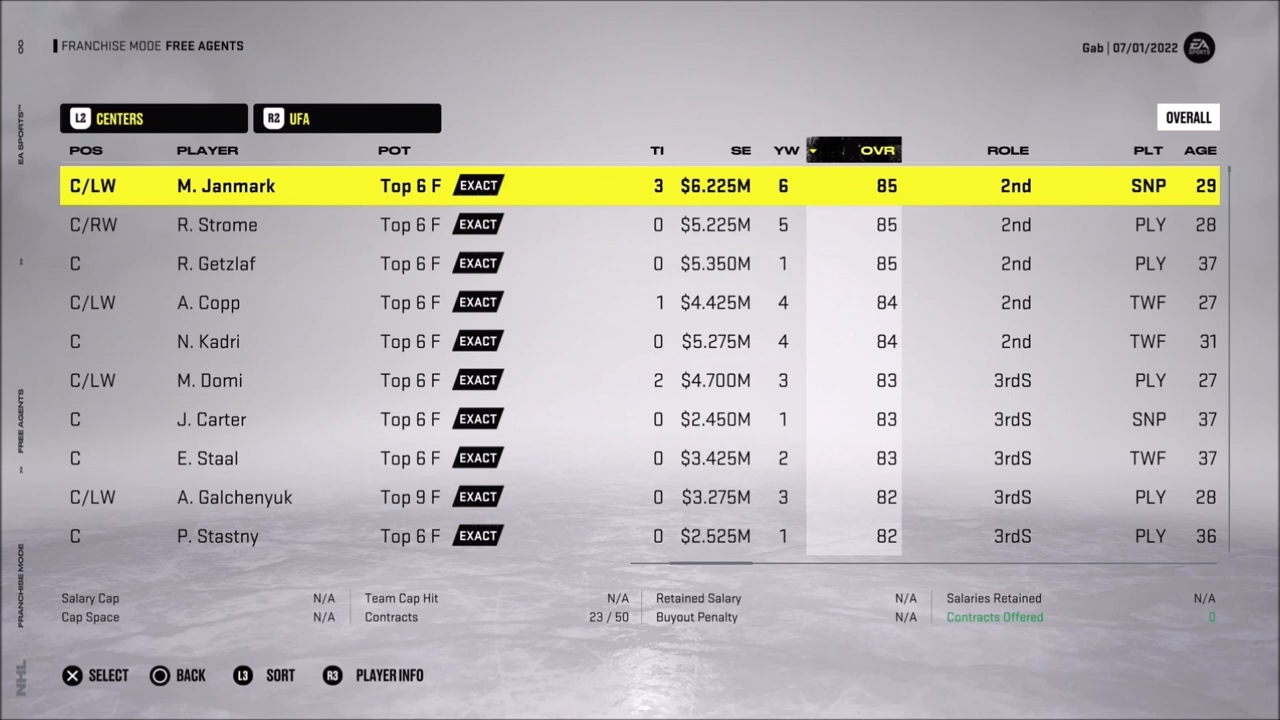 FRANCHISE MODE FREE AGENTS
Gab | 07/01/2022
EA SPORTS
L2 CENTERS
R2 UFA
OVERALL
POS PLAYER POT TI SE YW OVR ROLE PLT AGE
C/LW M. Janmark Top 6 F EXACT 3 $6.225M 6 85 2nd SNP 29
C/RW R. Strome Top 6 F EXACT 0 $5.225M 5 85 2nd PLY 28
C R. Getzlaf Top 6 F EXACT 0 $5.350M 1 85 2nd PLY 37
C/LW A. Copp Top 6 F EXACT 1 $4.425M 4 84 2nd TWF 27
C N. Kadri Top 6 F EXACT 0 $5.275M 4 84 2nd TWF 31
C/LW M. Domi Top 6 F EXACT 2 $4.700M 3 83 3rdS PLY 27
C J. Carter Top 6 F EXACT 0 $2.450M 1 83 3rdS SNP 37
C E. Staal Top 6 F EXACT 0 $3.425M 2 83 3rdS TWF 37
C/LW A. Galchenyuk Top 9 F EXACT 0 $3.275M 3 82 3rdS PLY 28
C P. Stastny Top 6 F EXACT 0 $2.525M 1 82 3rdS PLY 36
Salary Cap N/A Team Cap Hit N/A Retained Salary N/A Salaries Retained N/A
Cap Space N/A Contracts 23 / 50 Buyout Penalty N/A Contracts Offered 0
SELECT BACK L3 SORT R3 PLAYER INFO
EA SPORTS™
FREE AGENTS
FRANCHISE MODE
NHL